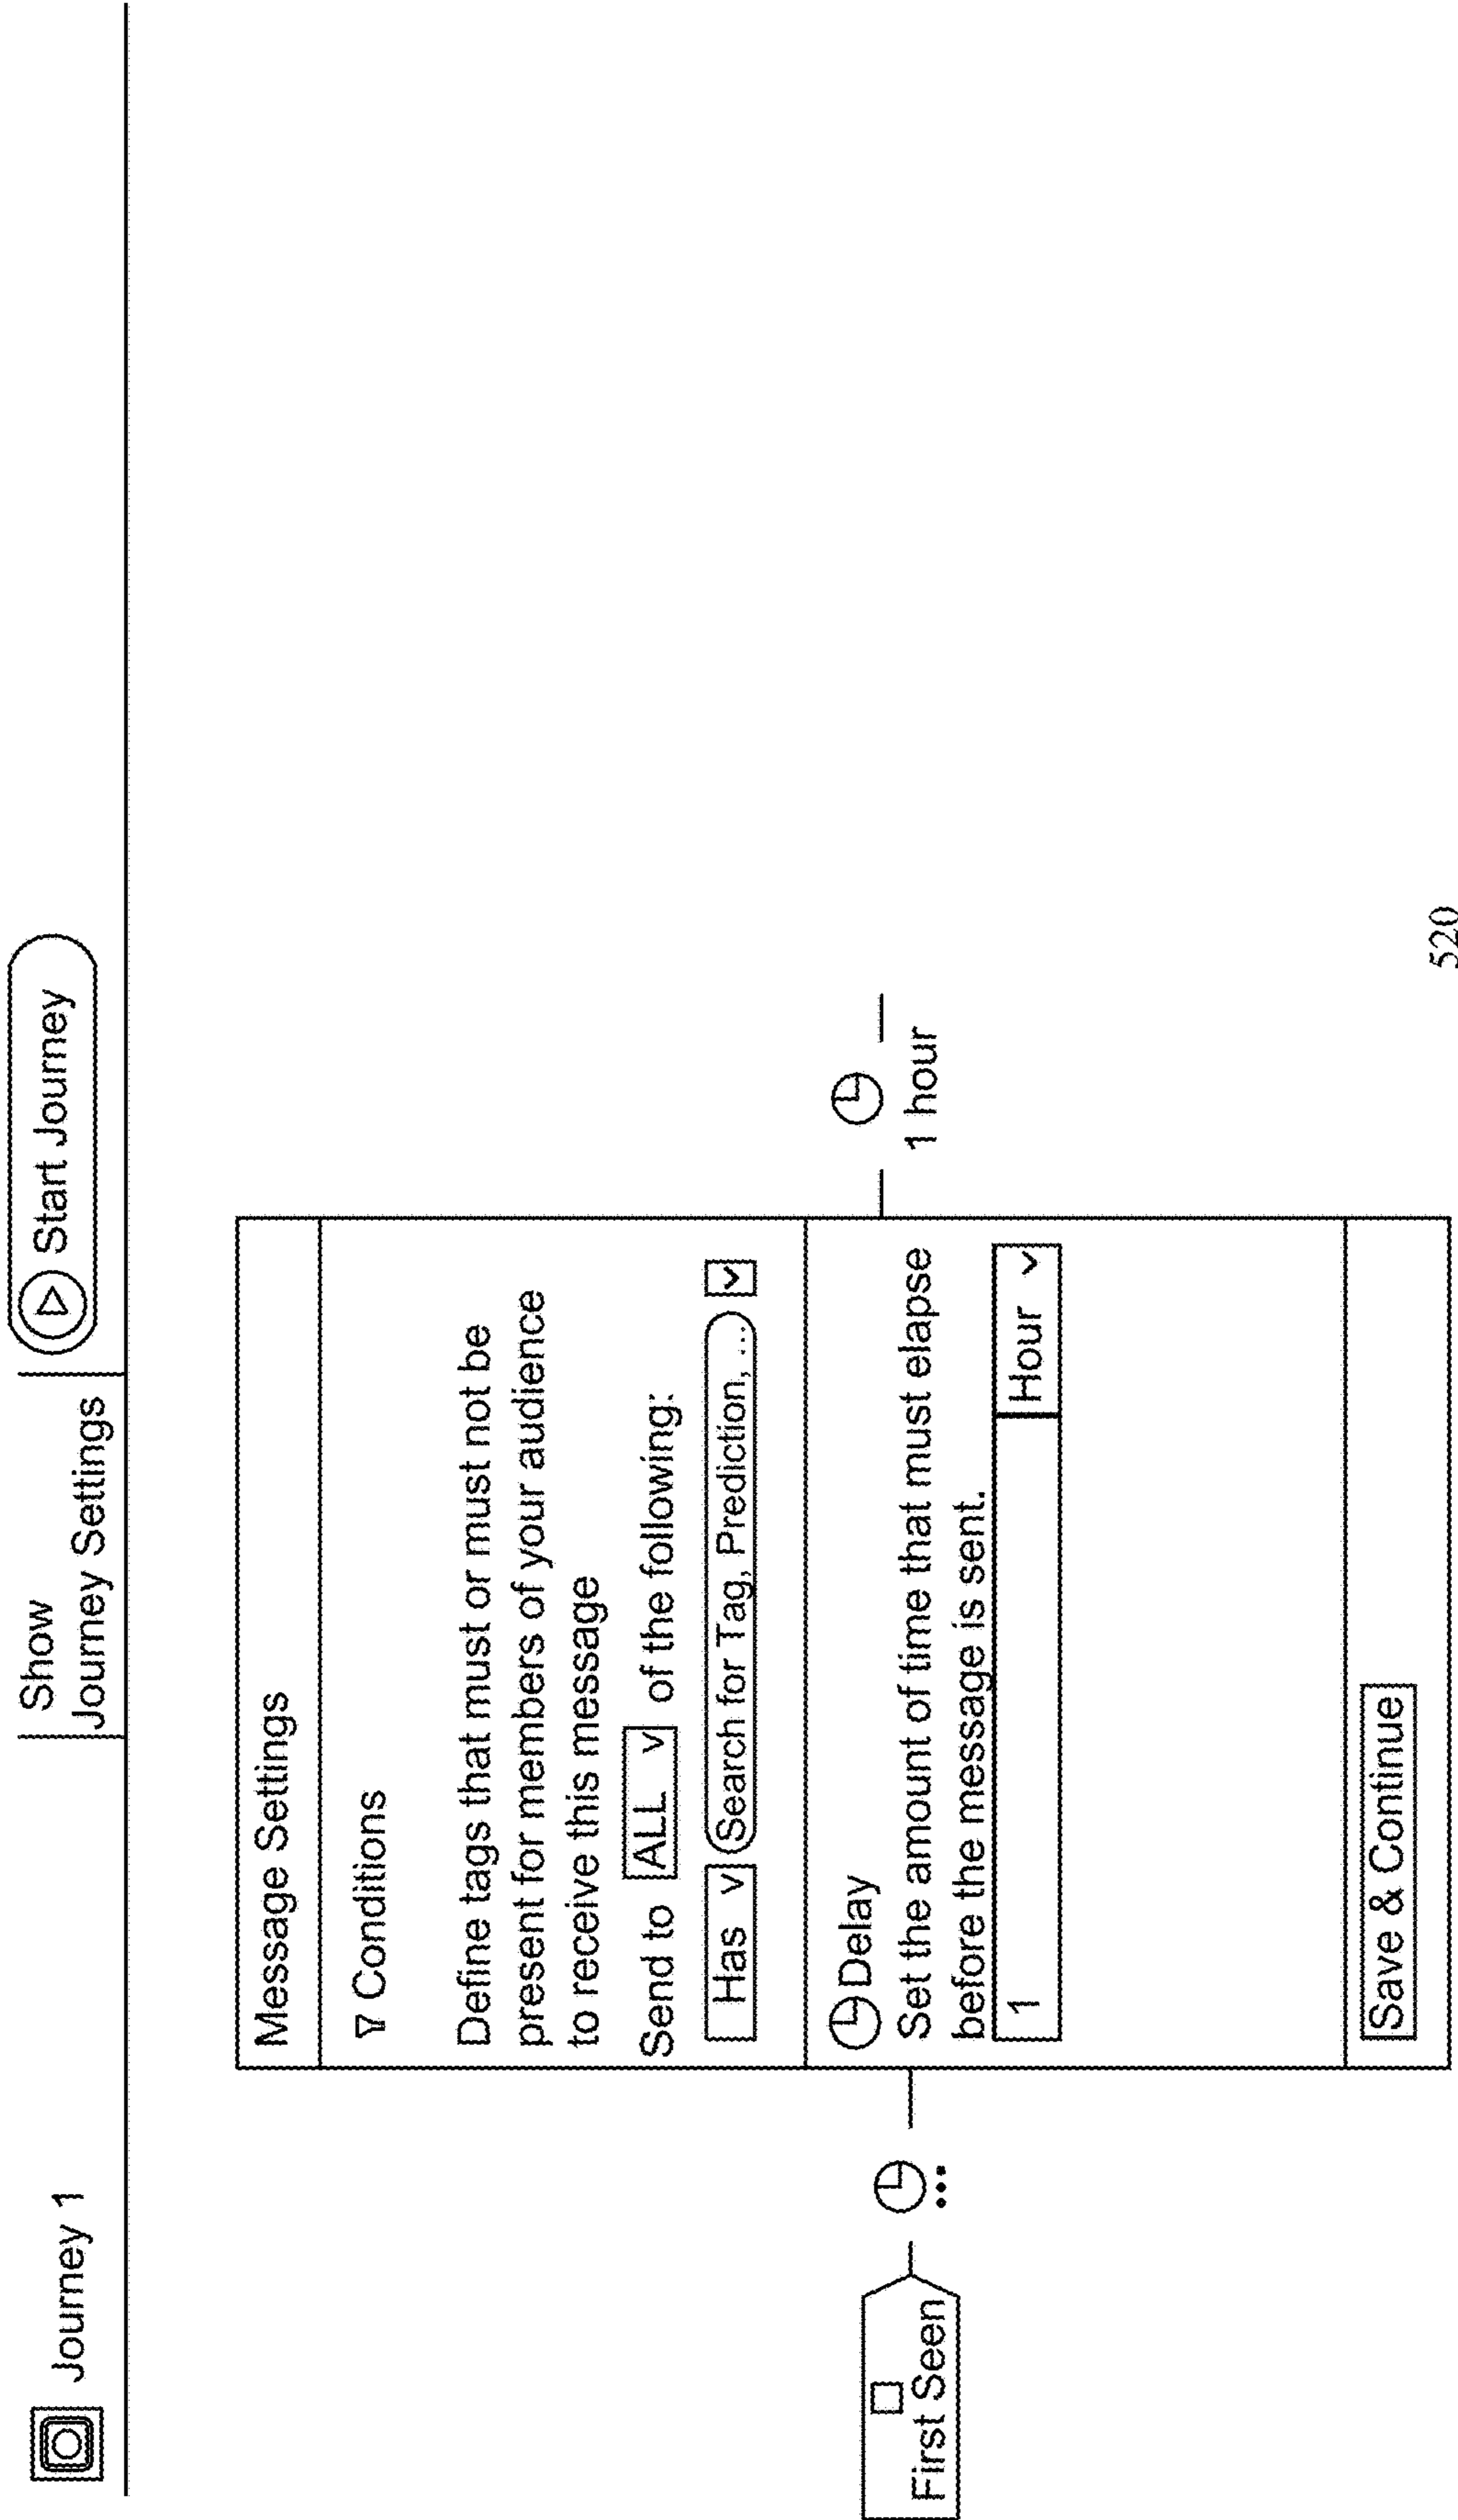 Journey 1
Show
Journey Settings
Start Journey
Message Settings
Conditions
Define tags that must or must not be
present for members of your audience
to receive this message
Send to ALL v of the following:
Has v Search for Tag, Prediction, ... v
Delay
Set the amount of time that must elapse
before the message is sent.
1 Hour v
Save & Continue
First Seen
1 hour
520